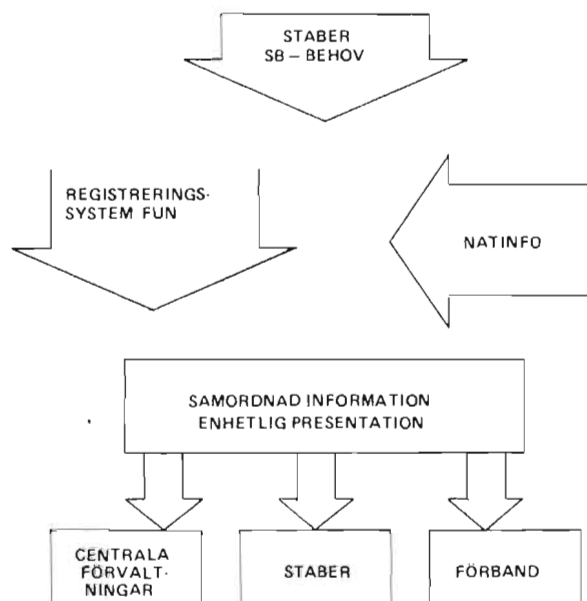 STABER
SB – BEHOV
REGISTRERINGS-
SYSTEM FUN
NATINFO
SAMORDNAD INFORMATION
ENHETLIG PRESENTATION
CENTRALA
FÖRVALT-
NINGAR
STABER
FÖRBAND